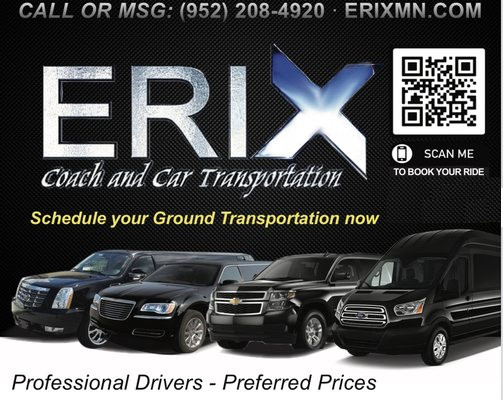 CALL OR MSG: (952) 208-4920 · ERIXMN.COM
ERIX
Coach and Car Transportation
SCAN ME
TO BOOK YOUR RIDE
Schedule your Ground Transportation now
Professional Drivers - Preferred Prices